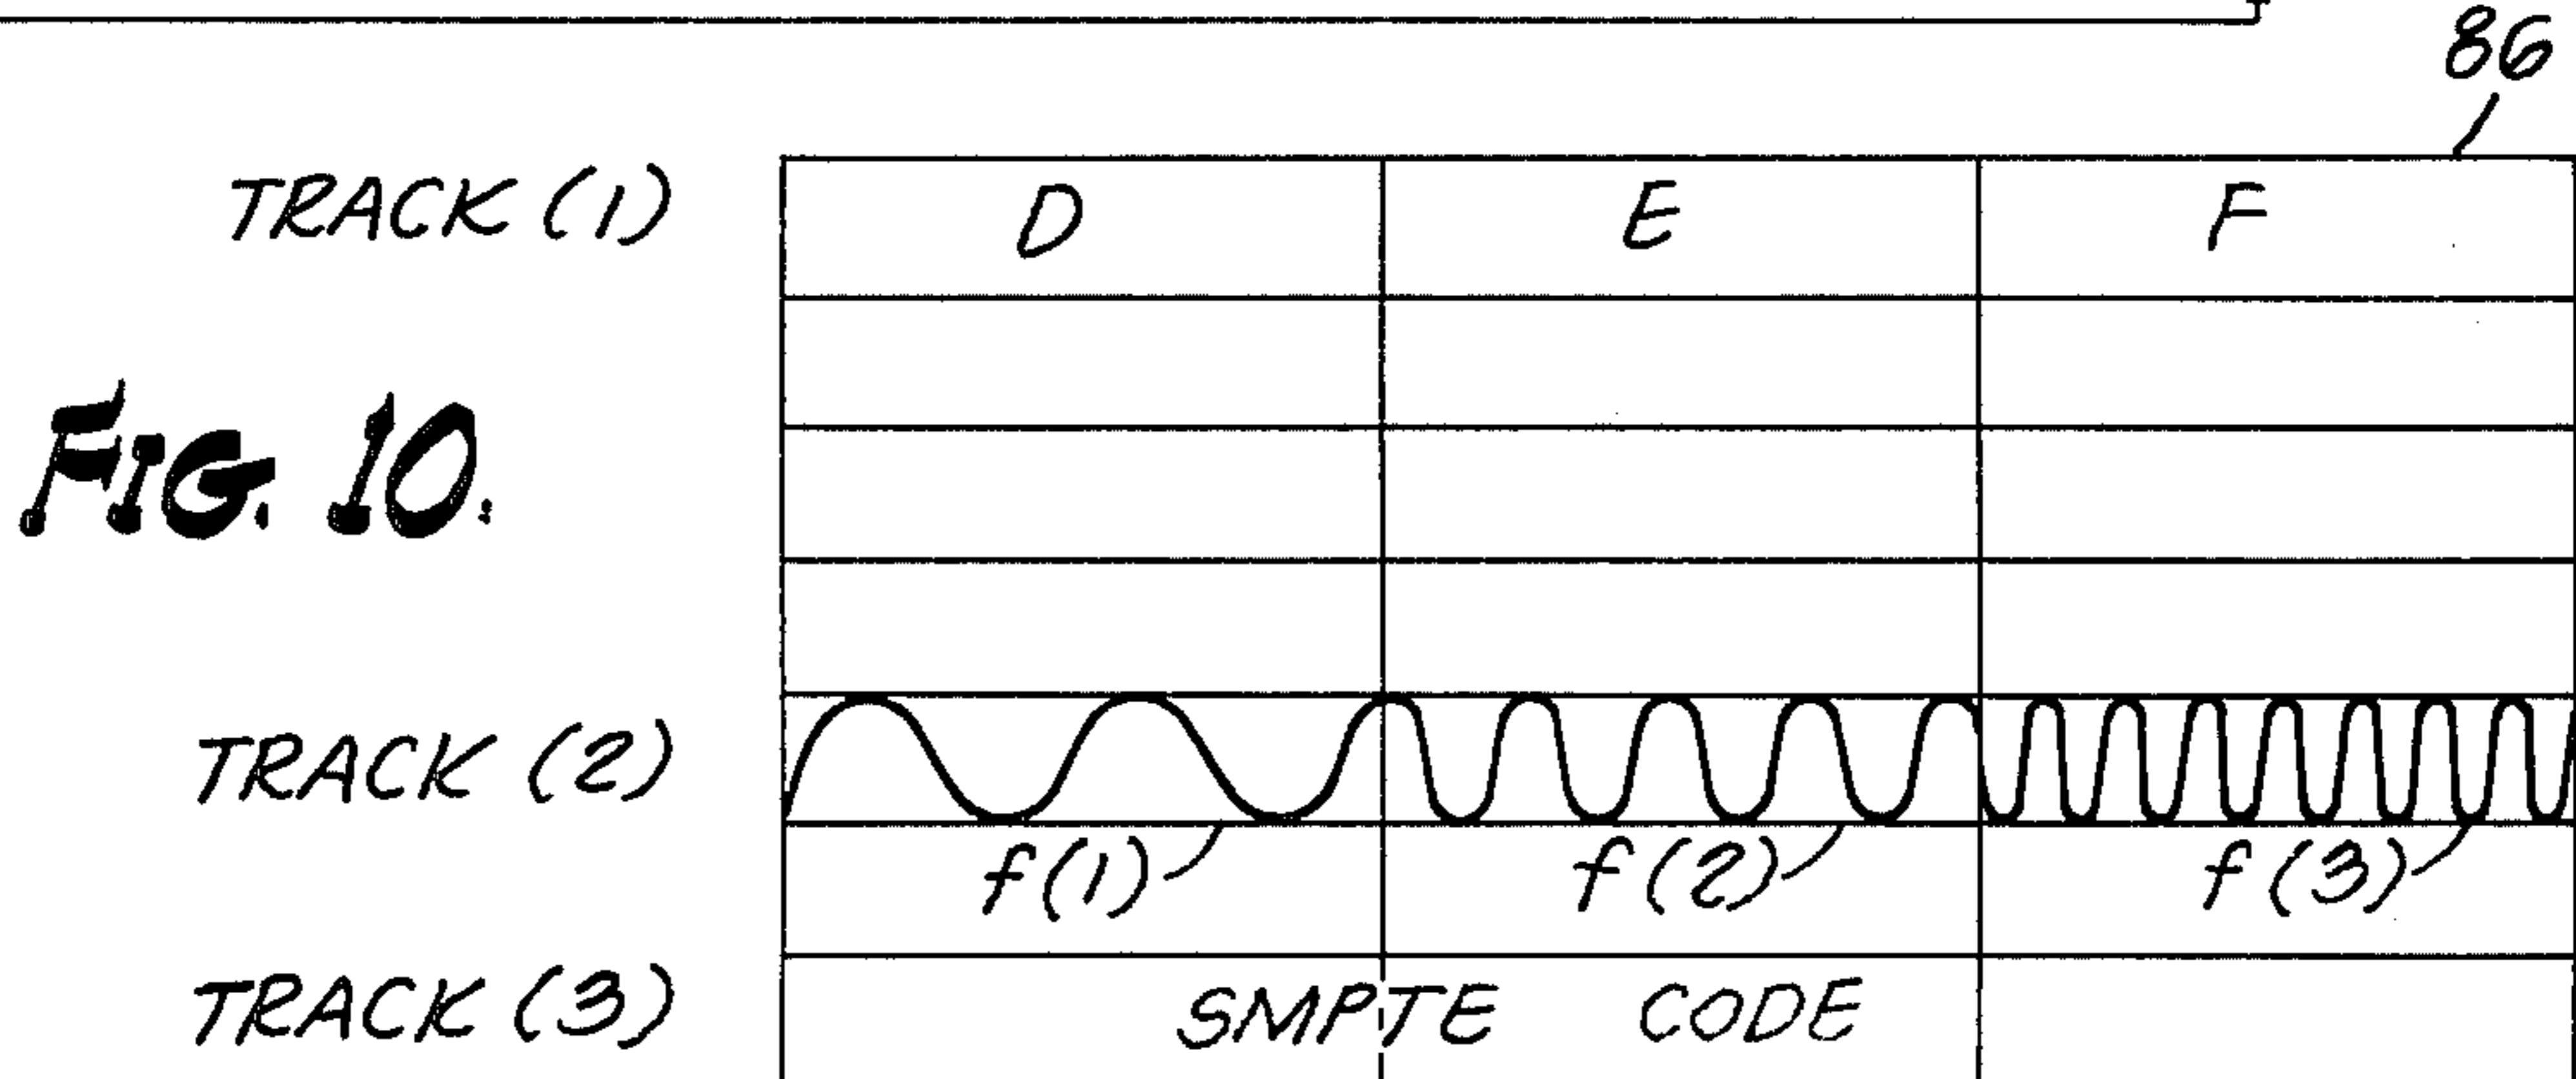 86
TRACK (1) D E F
FIG. 10.
TRACK (2)
f(1) f(2) f(3)
TRACK (3) SMPTE CODE